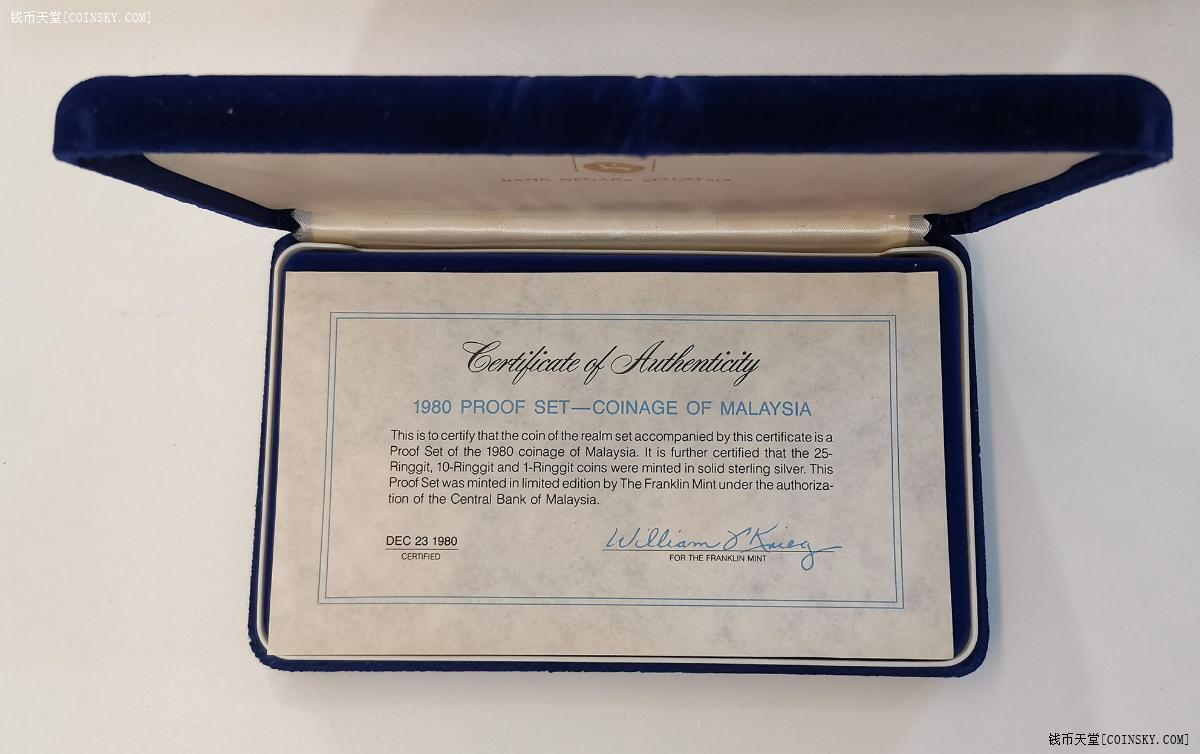 钱币天堂[COINSKY.COM]
BANK NEGARA MALAYSIA
Certificate of Authenticity
1980 PROOF SET—COINAGE OF MALAYSIA
This is to certify that the coin of the realm set accompanied by this certificate is a
Proof Set of the 1980 coinage of Malaysia. It is further certified that the 25-
Ringgit, 10-Ringgit and 1-Ringgit coins were minted in solid sterling silver. This
Proof Set was minted in limited edition by The Franklin Mint under the authoriza-
tion of the Central Bank of Malaysia.
DEC 23 1980
CERTIFIED
William J Krieg
FOR THE FRANKLIN MINT
钱币天堂[COINSKY.COM]